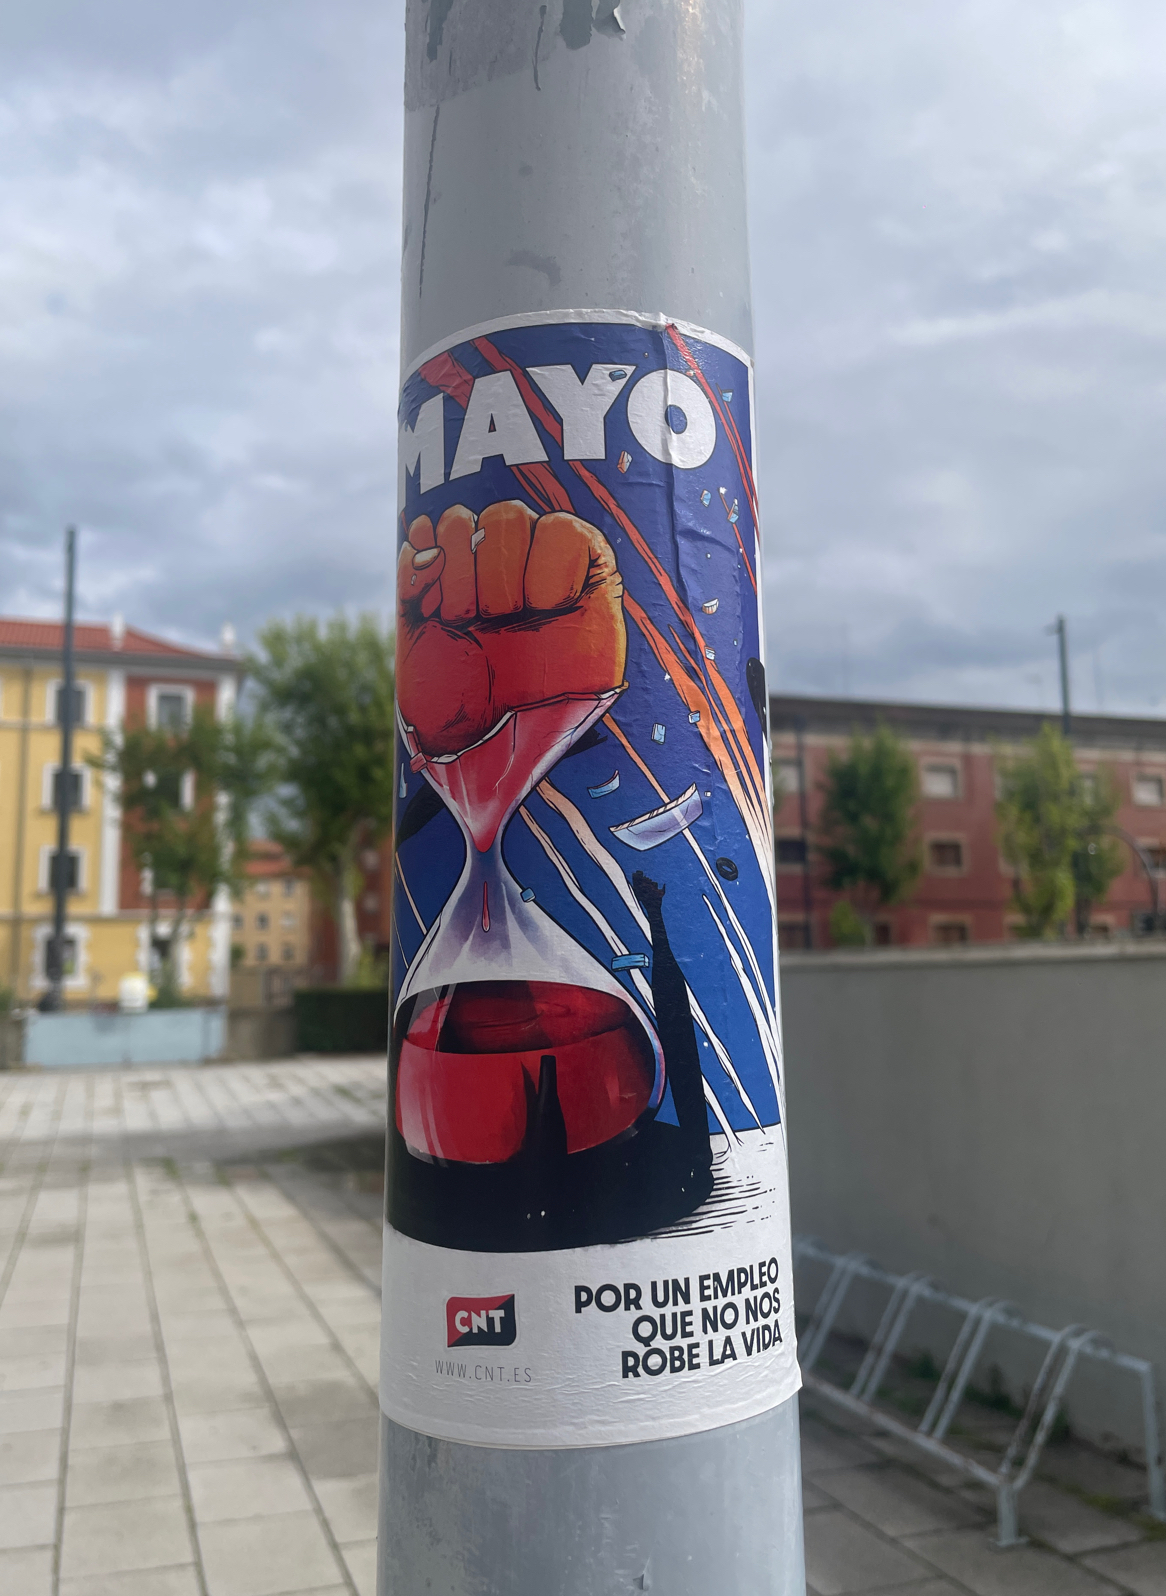 MAYO
CNT
WWW.CNT.ES
POR UN EMPLEO
QUE NO NOS
ROBE LA VIDA